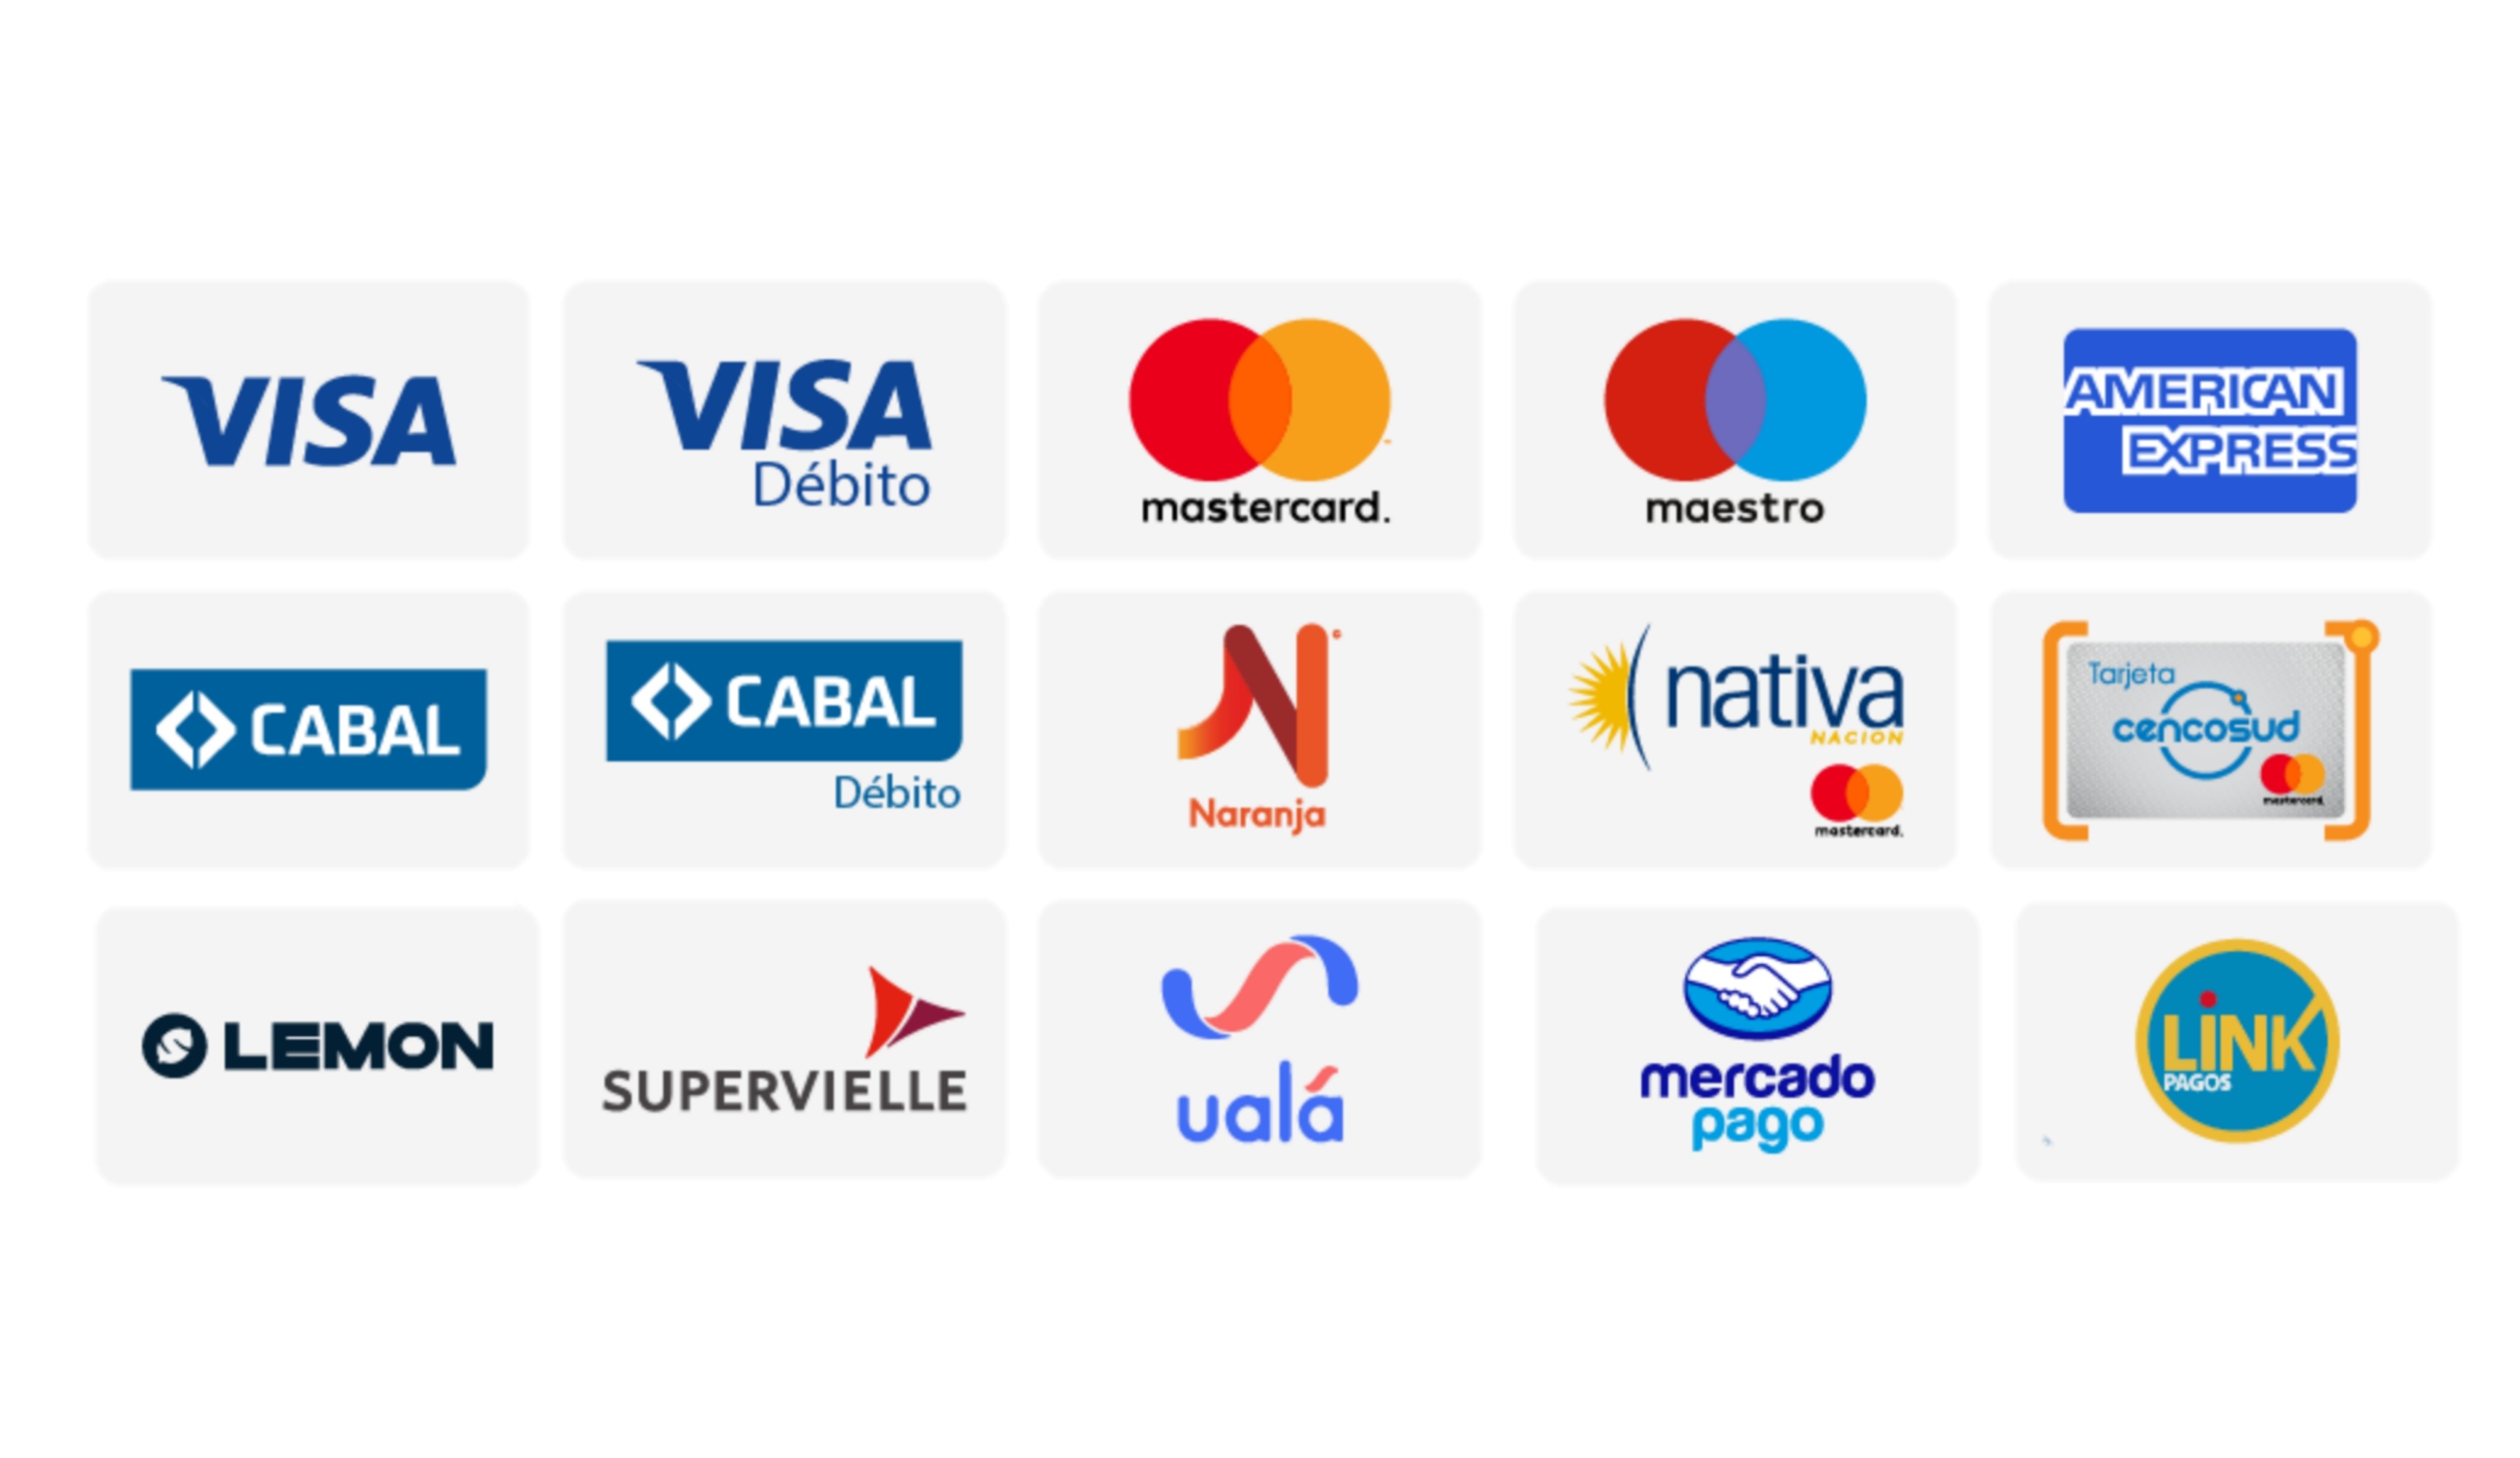 VISA
VISA
Débito
mastercard.
maestro
AMERICAN
EXPRESS
CABAL
CABAL
Débito
Naranja
nativa
NACION
mastercard.
Tarjeta
cencosud
mastercard.
LEMON
SUPERVIELLE
ualá
mercado
pago
LiNK
PAGOS